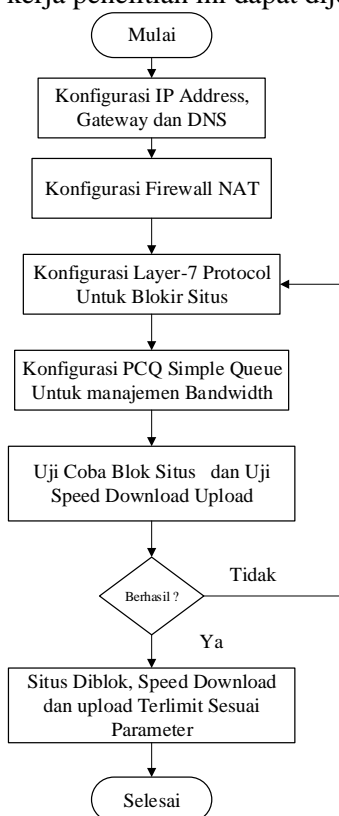 kerja penelitian ini dapat
Mulai
Konfigurasi IP Address,
Gateway dan DNS
Konfigurasi Firewall NAT
Konfigurasi Layer-7 Protocol
Untuk Blokir Situs
Konfigurasi PCQ Simple Queue
Untuk manajemen Bandwidth
Uji Coba Blok Situs dan Uji
Speed Download Upload
Berhasil ?
Tidak
Ya
Situs Diblok, Speed Download
dan upload Terlimit Sesuai
Parameter
Selesai